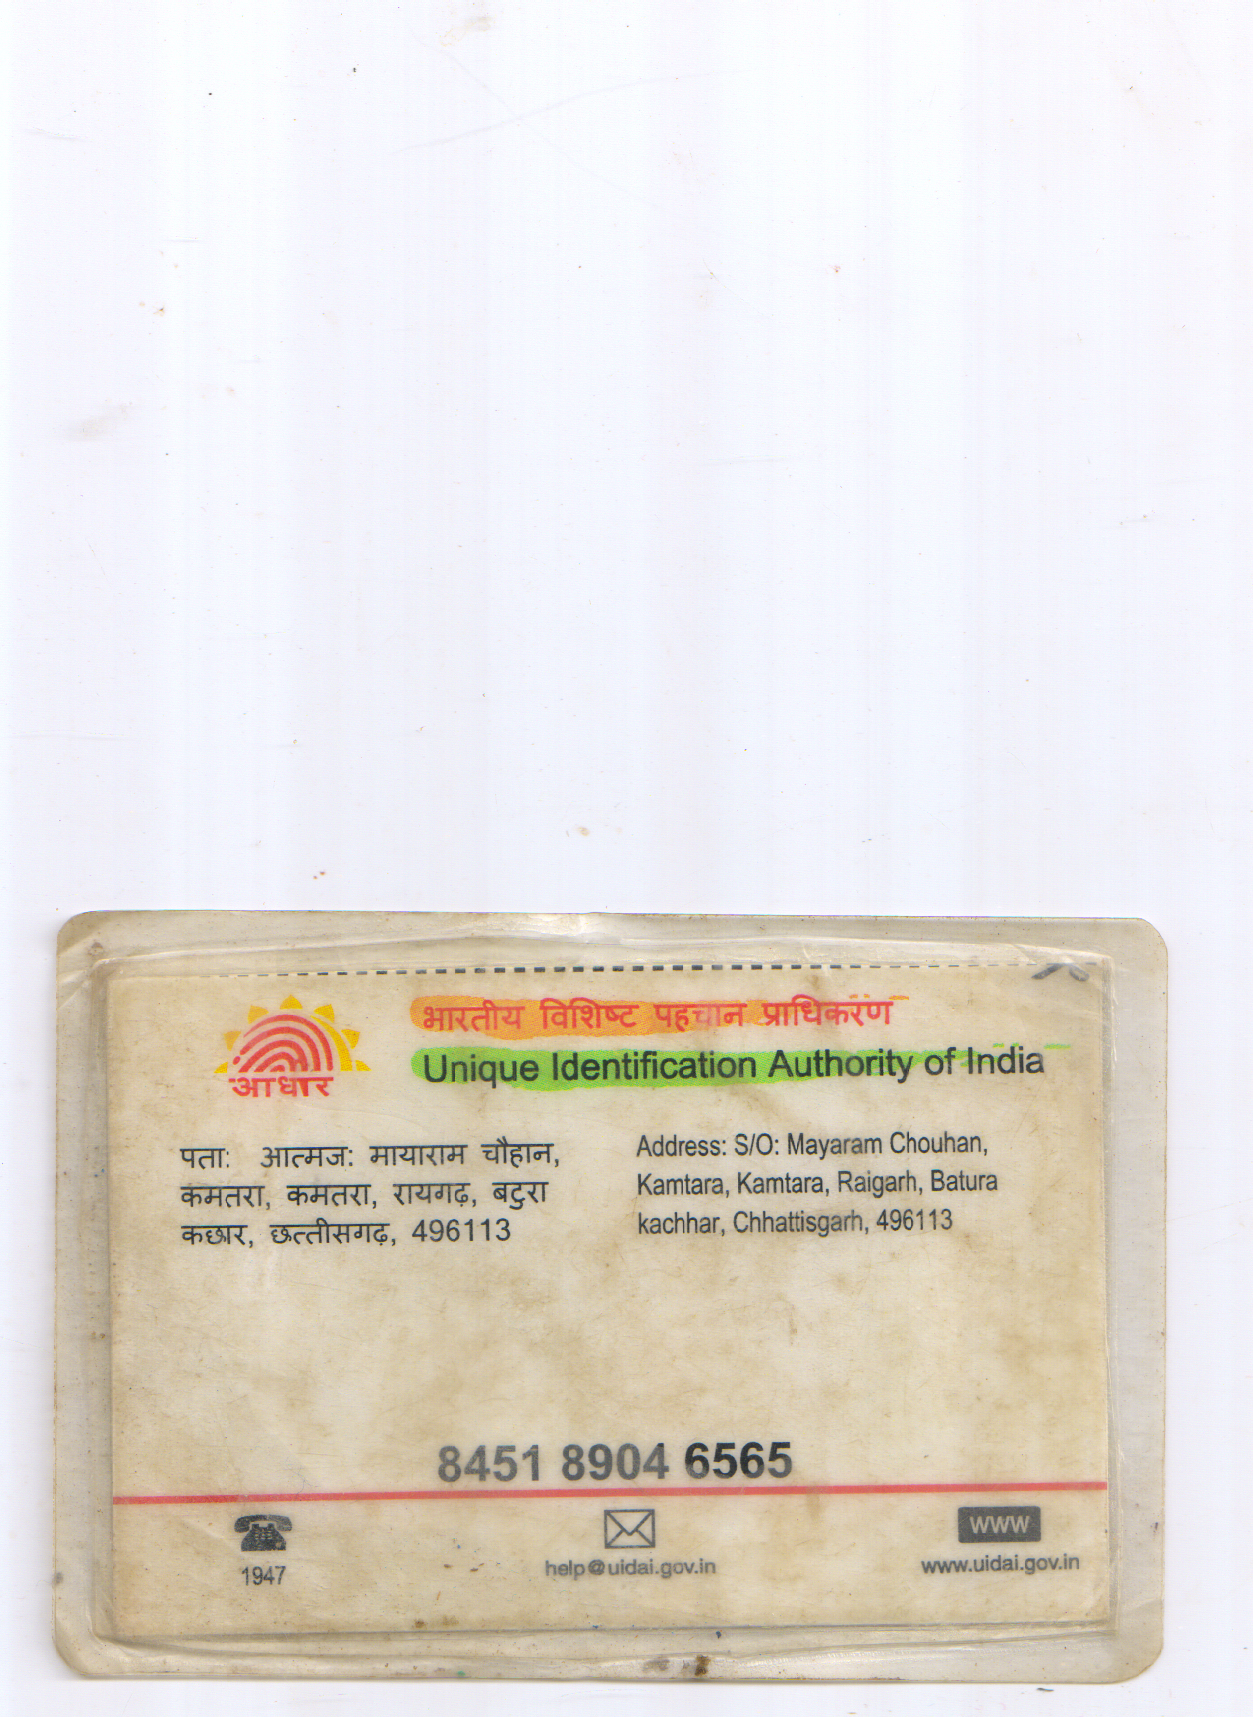 आधार
भारतीय विशिष्ट पहचान प्राधिकरण
Unique Identification Authority of India
पता: आत्मज: मायाराम चौहान,
कमतरा, कमतरा, रायगढ़, बटुरा
कछार, छत्तीसगढ़, 496113
Address: S/O: Mayaram Chouhan,
Kamtara, Kamtara, Raigarh, Batura
kachhar, Chhattisgarh, 496113
8451 8904 6565
1947
help@uidai.gov.in
WWW
www.uidai.gov.in